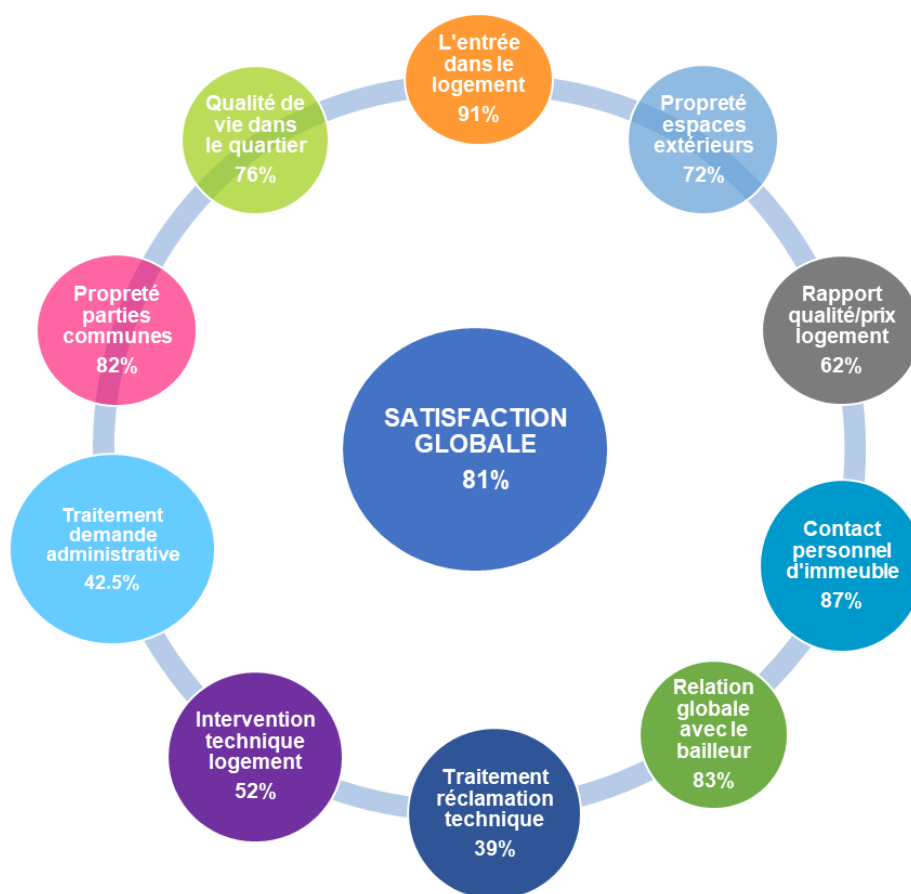 L'entrée
dans le
logement
91%
Propreté
espaces
extérieurs
72%
Rapport
qualité/prix
logement
62%
Contact
personnel
d'immeuble
87%
Relation
globale
avec le
bailleur
83%
Traitement
réclamation
technique
39%
Intervention
technique
logement
52%
Traitement
demande
administrative
42.5%
Propreté
parties
communes
82%
Qualité de
vie dans
le quartier
76%
SATISFACTION
GLOBALE
81%